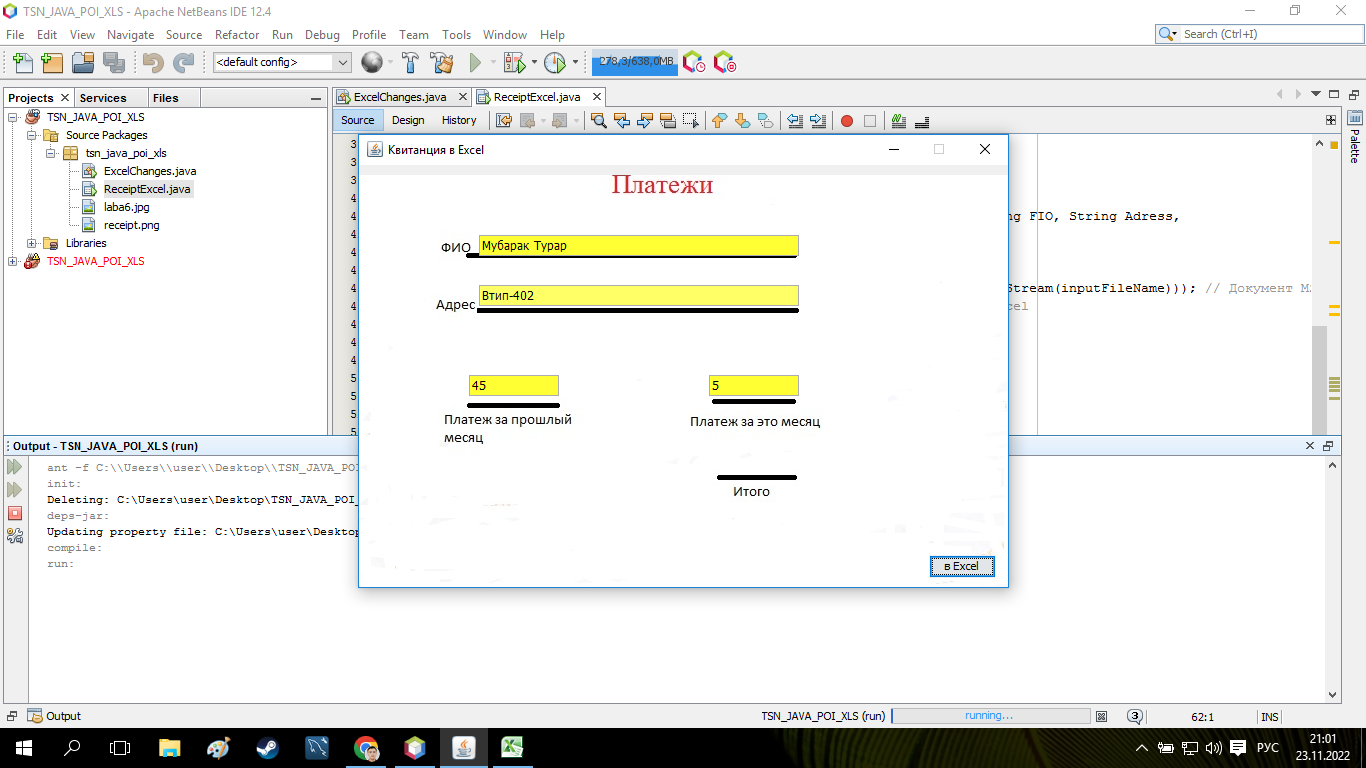 TSN_JAVA_POI_XLS - Apache NetBeans IDE 12.4
File Edit View Navigate Source Refactor Run Debug Profile Team Tools Window Help
Search (Ctrl+I)
<default config>
278,3/638,0MB
Projects Services Files
ExcelChanges.java ReceiptExcel.java
Source Design History
TSN_JAVA_POI_XLS
Source Packages
tsn_java_poi_xls
ExcelChanges.java
ReceiptExcel.java
laba6.jpg
receipt.png
Libraries
TSN_JAVA_POI_XLS
Palette
FIO, String Adress,
Stream(inputFileName))); // Документ M
Квитанция в Excel
Платежи
ФИО Мубарак Турар
Адрес Втип-402
45 5
Платеж за прошлый
месяц
Платеж за это месяц
Итого
в Excel
Output - TSN_JAVA_POI_XLS (run)
ant -f C:\\Users\\user\\Desktop\\TSN_JAVA_POI
init:
Deleting: C:\Users\user\Desktop\TSN_JAVA_POI_
deps-jar:
Updating property file: C:\Users\user\Desktop
compile:
run:
Output
TSN_JAVA_POI_XLS (run) running... 3 62:1 INS
РУС
21:01
23.11.2022